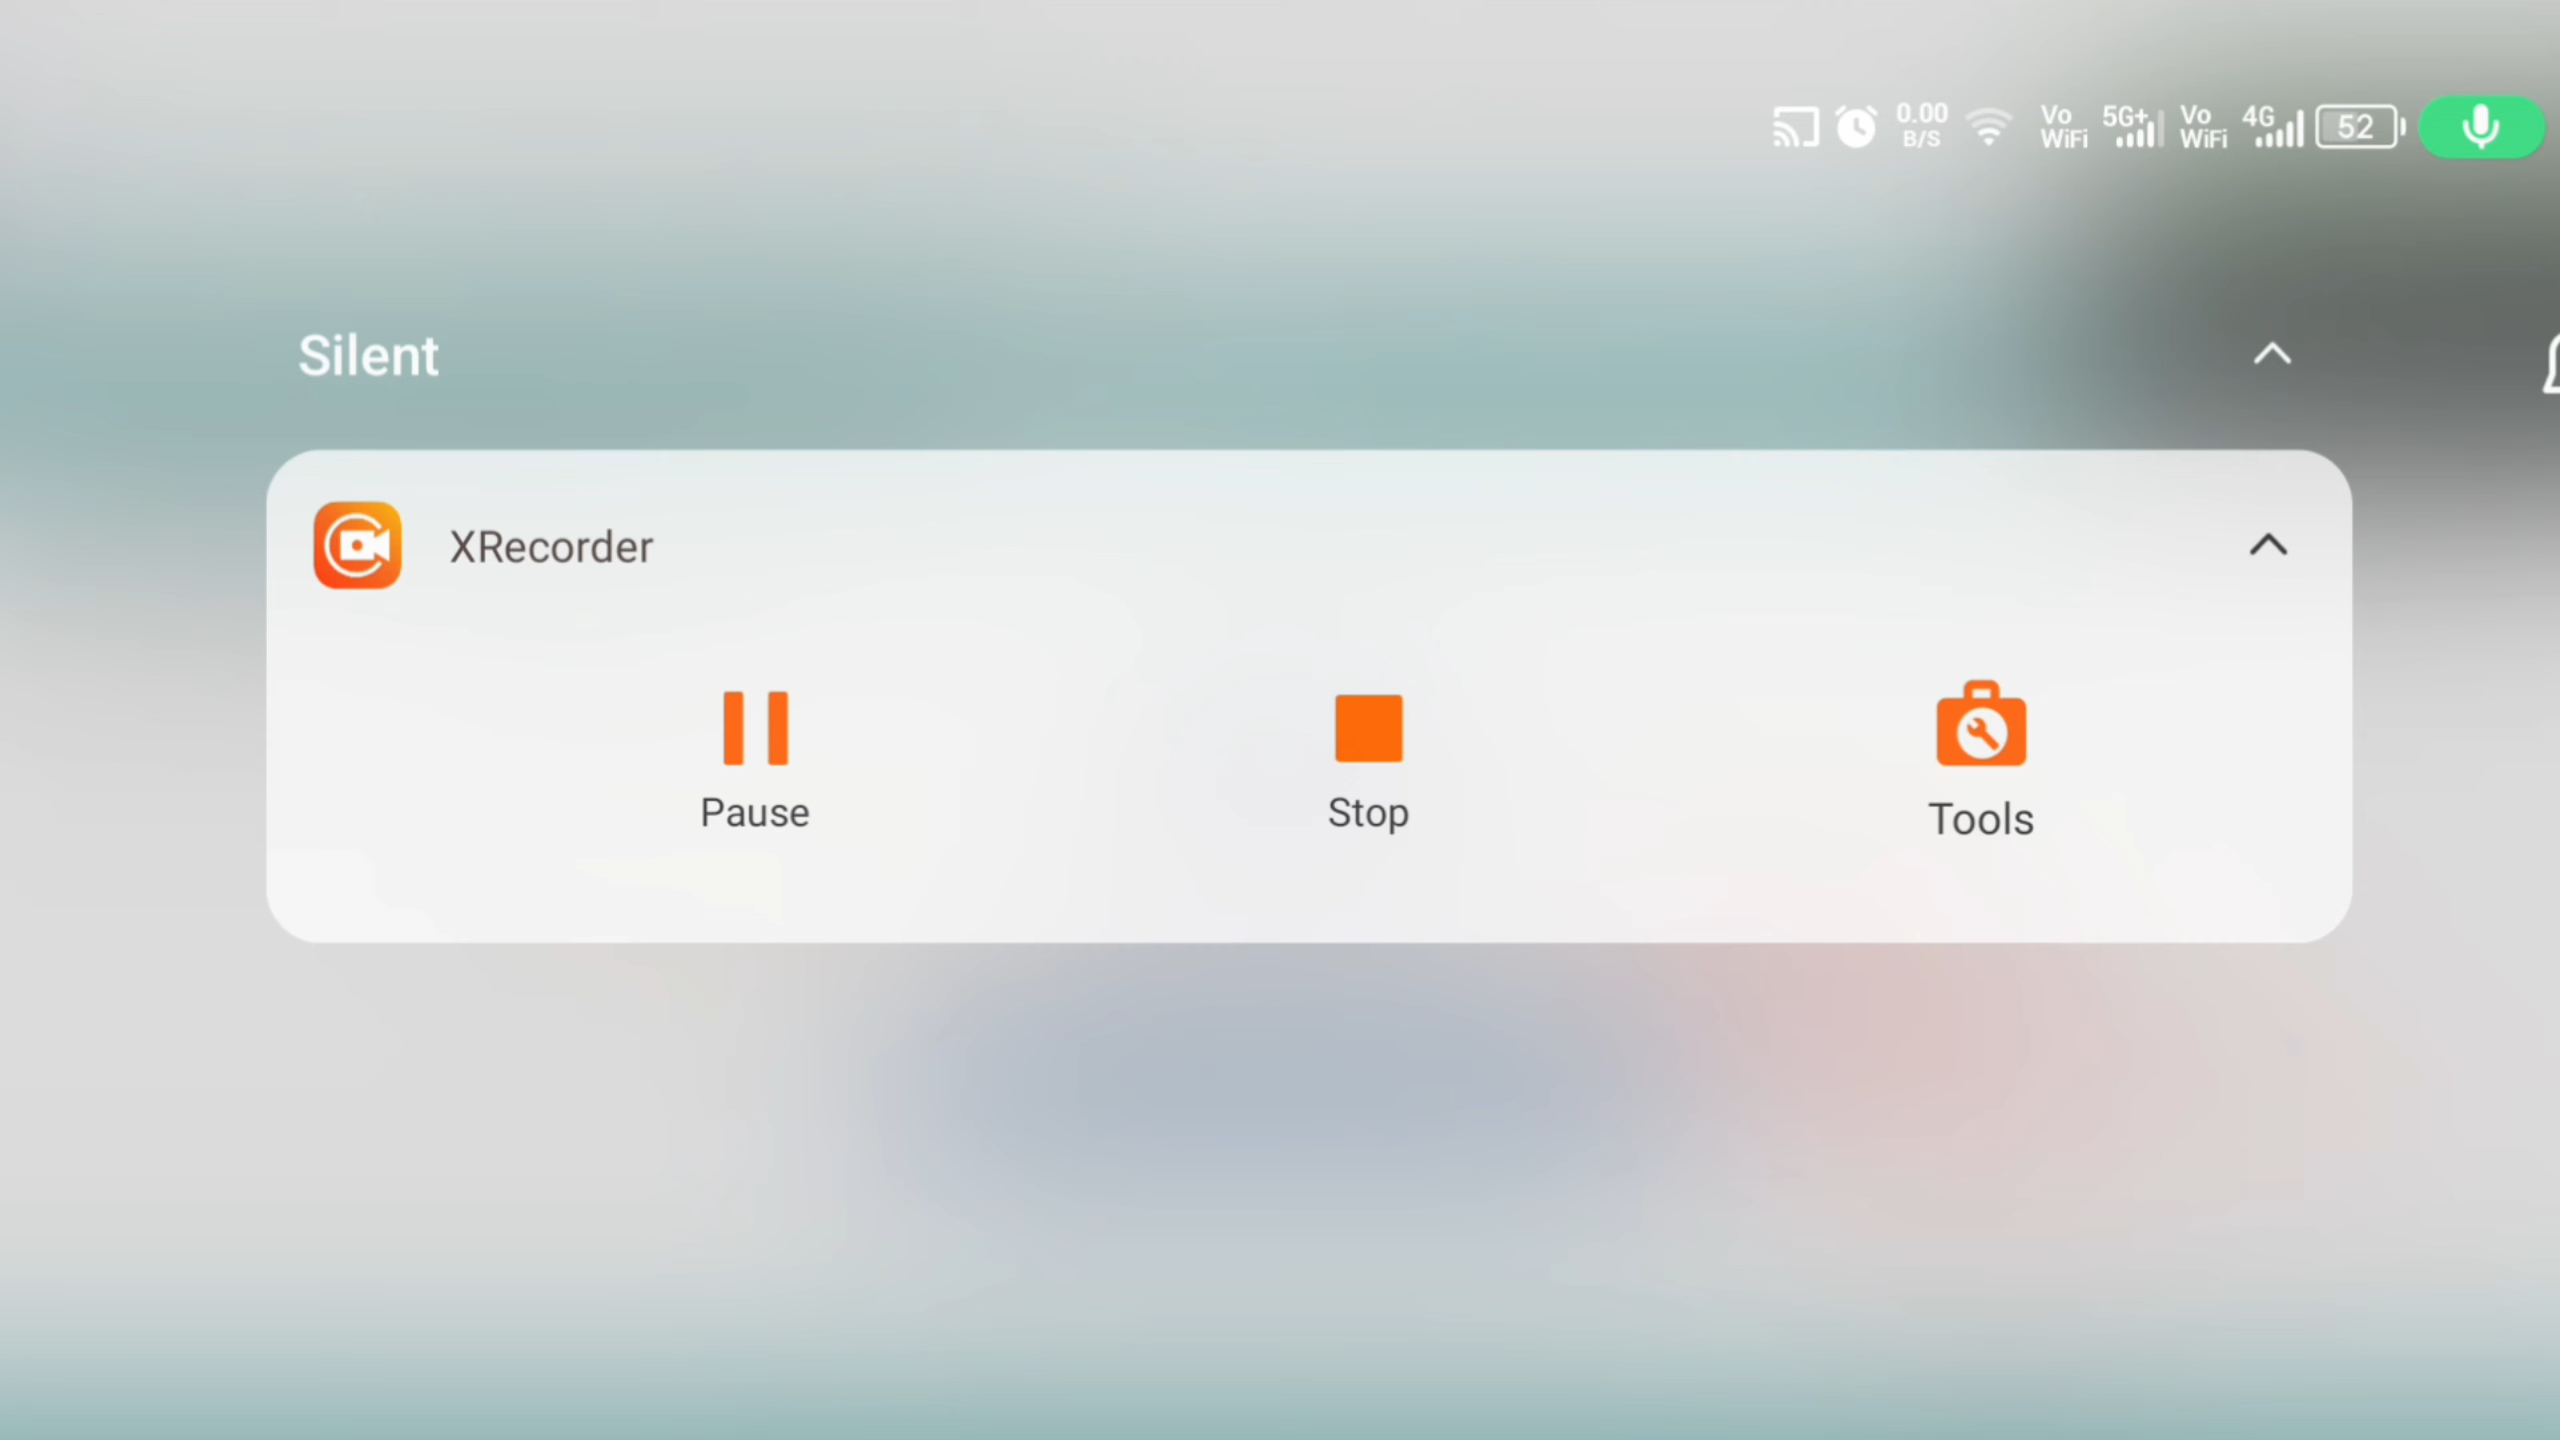 0.00
B/S
Vo
WiFi
5G+
Vo
WiFi
4G
52
Silent
XRecorder
Pause
Stop
Tools